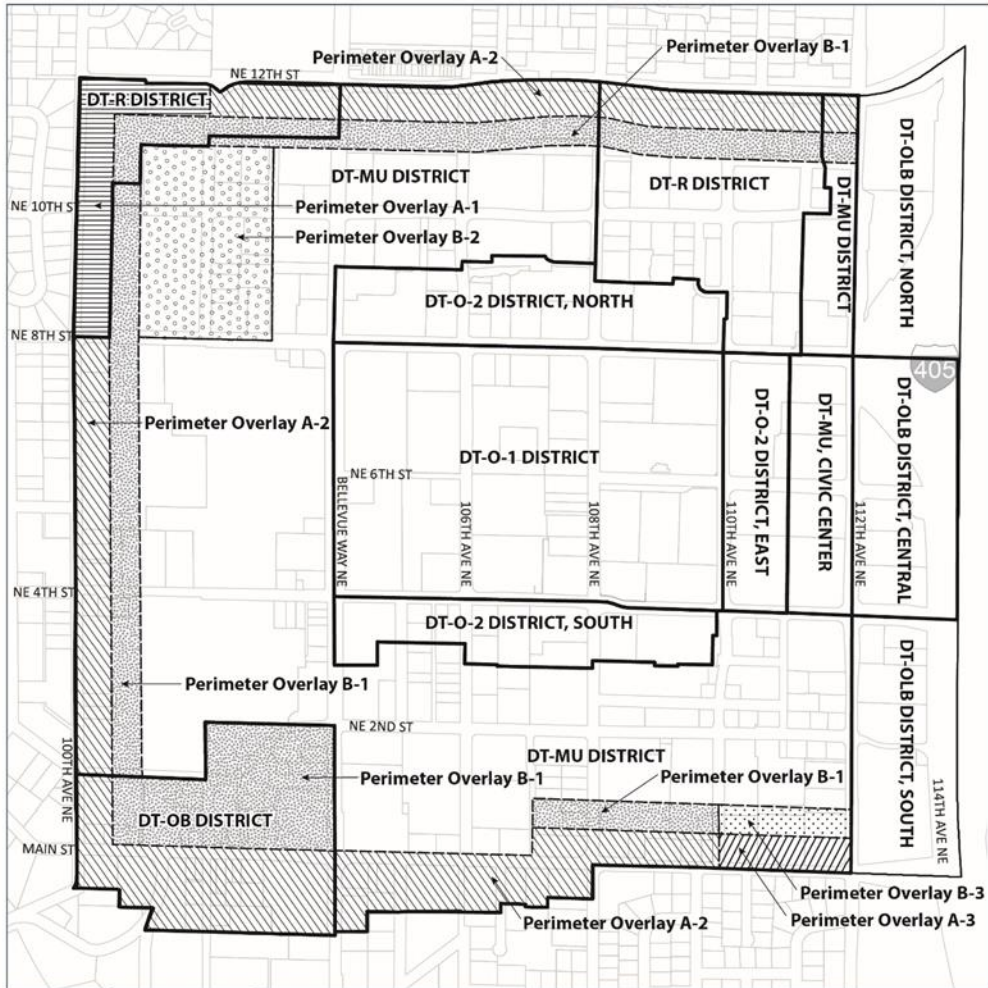 Perimeter Overlay B-1
Perimeter Overlay A-2
NE 12TH ST
DT-R DISTRICT
DT-OLB DISTRICT, NORTH
DT-MU DISTRICT
DT-R DISTRICT
DT-MU DISTRICT
NE 10TH ST
Perimeter Overlay A-1
Perimeter Overlay B-2
DT-O-2 DISTRICT, NORTH
NE 8TH ST
405
Perimeter Overlay A-2
DT-O-1 DISTRICT
NE 6TH ST
BELLEVUE WAY NE
106TH AVE NE
108TH AVE NE
110TH AVE NE
DT-O-2 DISTRICT, EAST
DT-MU, CIVIC CENTER
112TH AVE NE
DT-OLB DISTRICT, CENTRAL
NE 4TH ST
DT-O-2 DISTRICT, SOUTH
Perimeter Overlay B-1
NE 2ND ST
DT-MU DISTRICT
DT-OLB DISTRICT, SOUTH
Perimeter Overlay B-1
Perimeter Overlay B-1
100TH AVE NE
114TH AVE NE
DT-OB DISTRICT
MAIN ST
Perimeter Overlay B-3
Perimeter Overlay A-2
Perimeter Overlay A-3